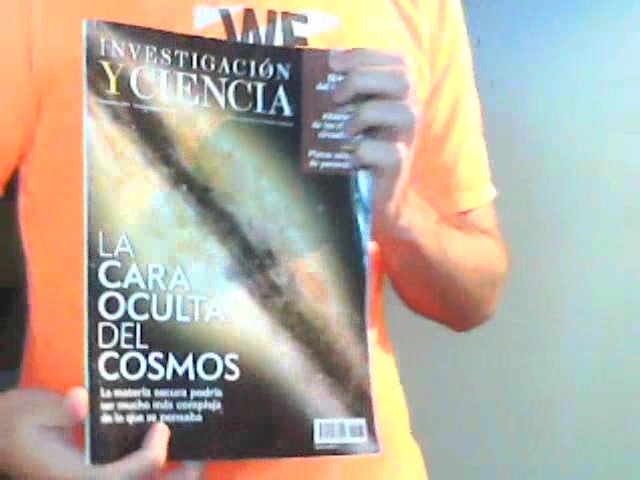 WE
INVESTIGACIÓN
Y CIENCIA
LA
CARA
OCULTA
DEL
COSMOS
La materia oscura podría
ser mucho más compleja
de lo que se pensaba